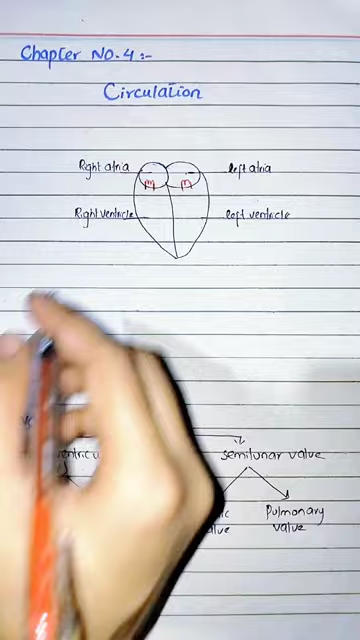 Chapter NO.4:-
Circulation
Right atria left atria
Right ventricle left ventricle
semilunar valve
Pulmonary
valve